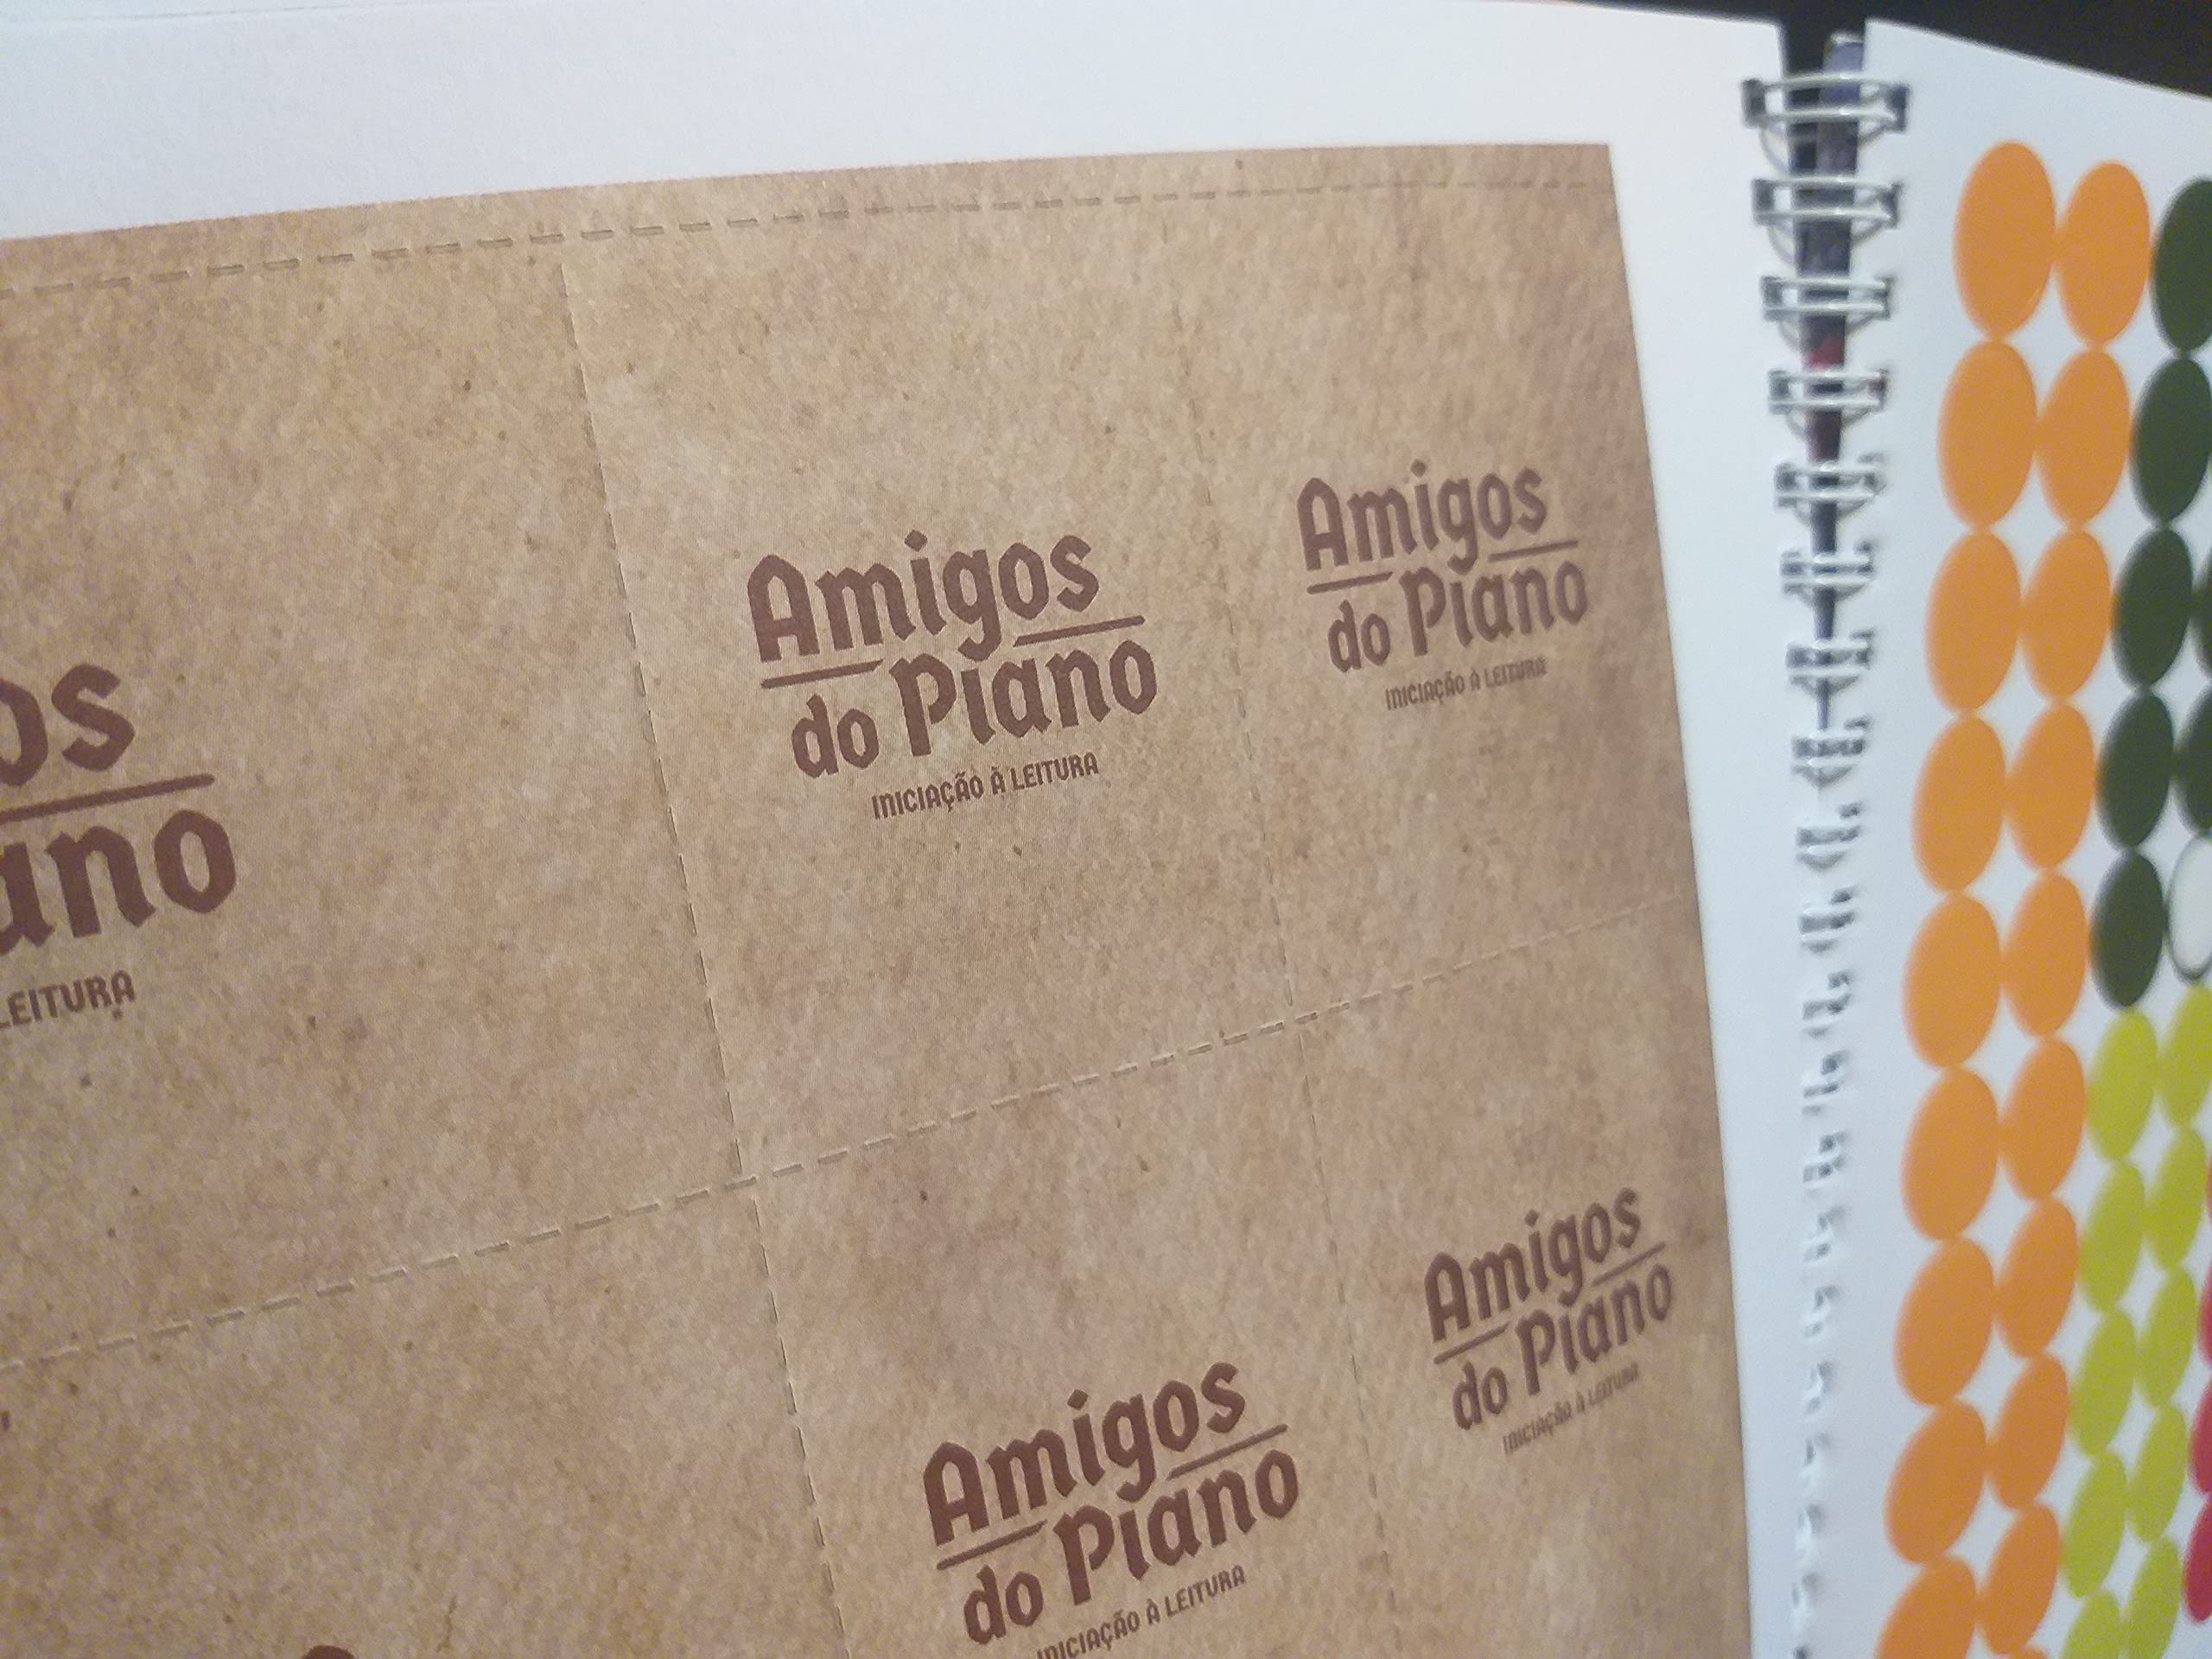 Amigos
do Piano
INICIAÇÃO À LEITURA
Amigos
do Piano
INICIAÇÃO À LEITURA
os
ano
LEITURA
Amigos
do Piano
INICIAÇÃO À LEITURA
Amigos
do Piano
INICIAÇÃO À LEITURA